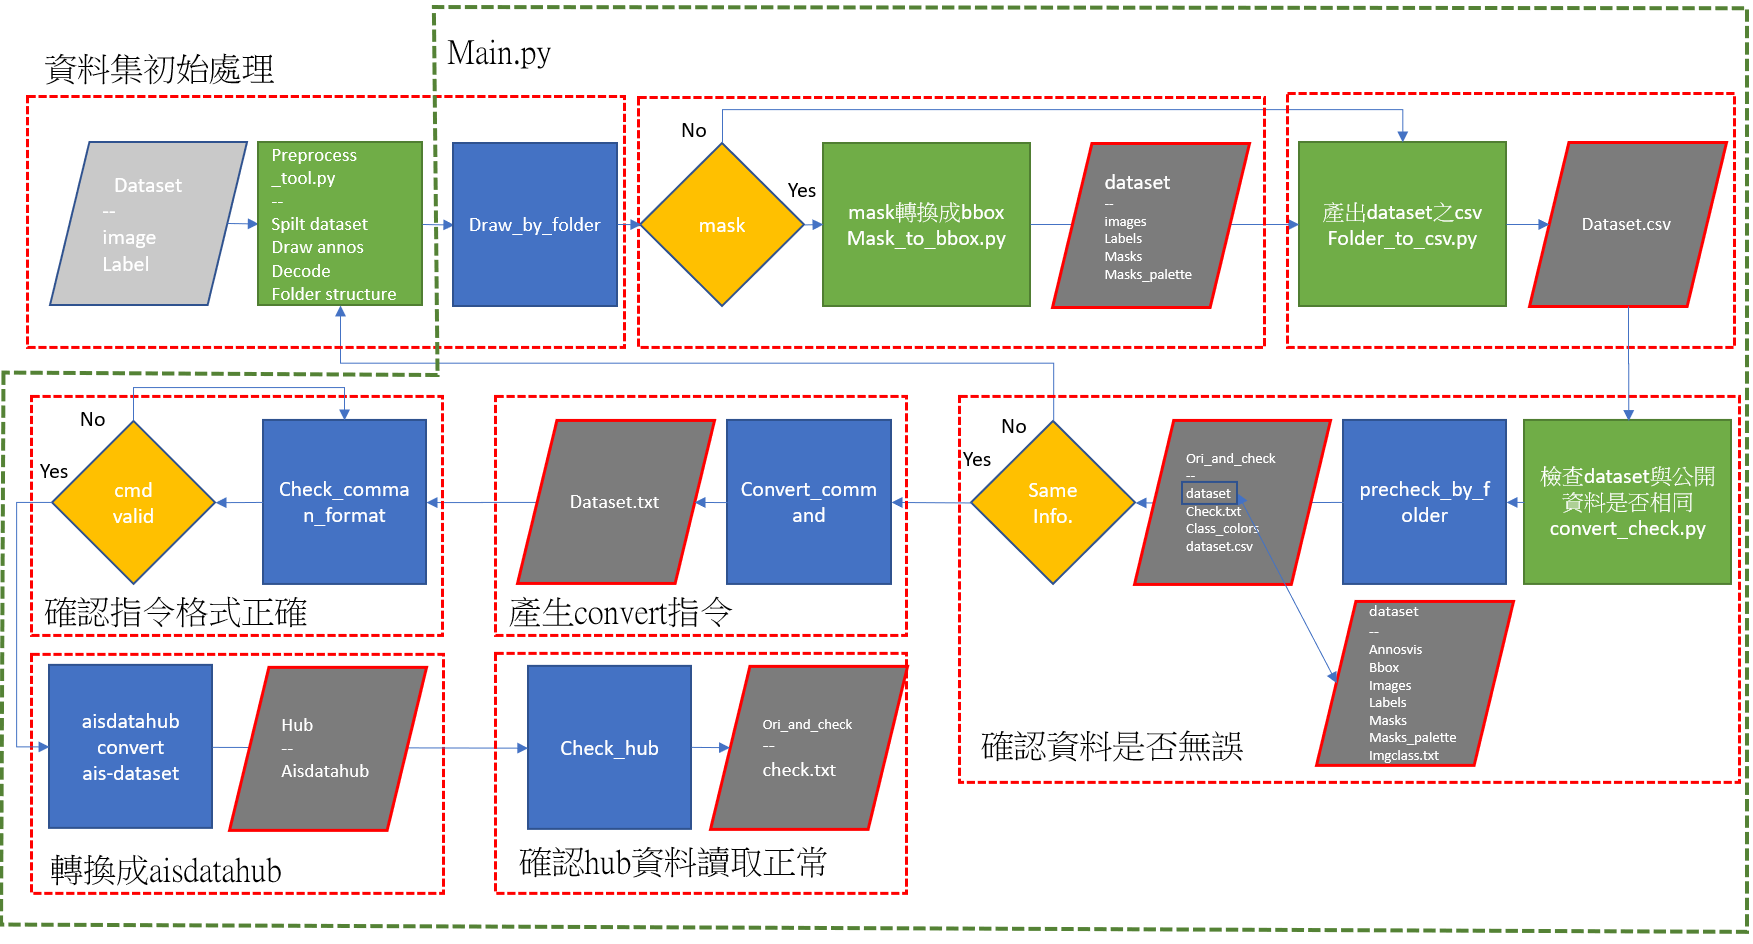 Main.py
資料集初始處理
Dataset
--
image
Label
Preprocess
_tool.py
--
Spilt dataset
Draw annos
Decode
Folder structure
Draw_by_folder
No
Yes
mask
mask轉換成bbox
Mask_to_bbox.py
dataset
--
images
Labels
Masks
Masks_palette
產出dataset之csv
Folder_to_csv.py
Dataset.csv
檢查dataset與公開
資料是否相同
convert_check.py
precheck_by_f
older
Ori_and_check
--
dataset
Check.txt
Class_colors
dataset.csv
dataset
--
Annosvis
Bbox
Images
Labels
Masks
Masks_palette
Imgclass.txt
No
Yes
Same
Info.
確認資料是否無誤
Convert_comm
and
Dataset.txt
產生convert指令
Check_comma
n_format
No
Yes
cmd
valid
確認指令格式正確
aisdatahub
convert
ais-dataset
Hub
--
Aisdatahub
轉換成aisdatahub
Check_hub
Ori_and_check
--
check.txt
確認hub資料讀取正常